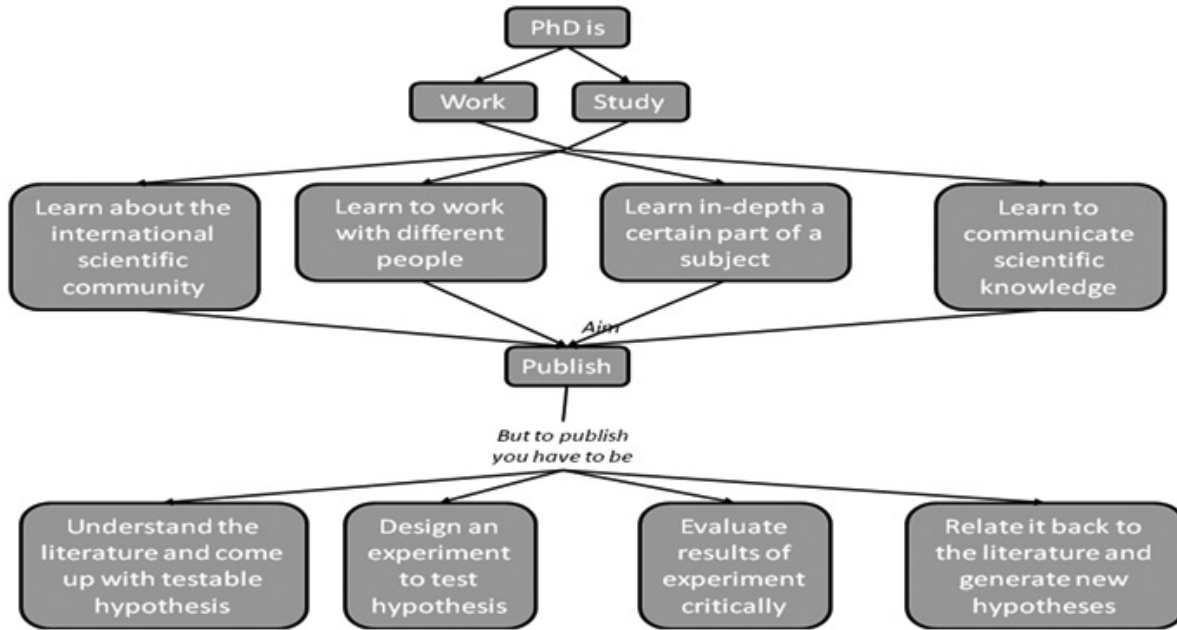 PhD is
Work
Study
Learn about the
international
scientific
community
Learn to work
with different
people
Learn in-depth a
certain part of a
subject
Learn to
communicate
scientific
knowledge
Aim
Publish
But to publish
you have to be
Understand the
literature and come
up with testable
hypothesis
Design an
experiment
to test
hypothesis
Evaluate
results of
experiment
critically
Relate it back to
the literature and
generate new
hypotheses